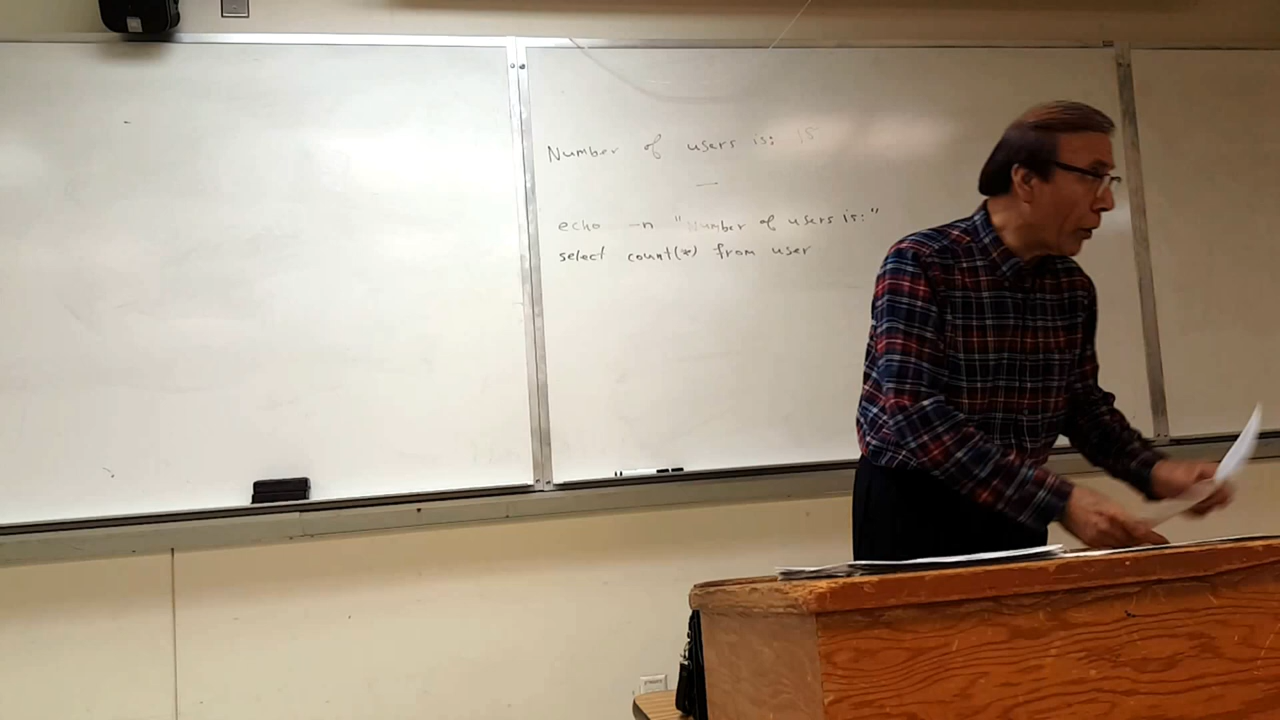 Number of users is: 15
—
echo -n "Number of users is:"
select count(*) from user